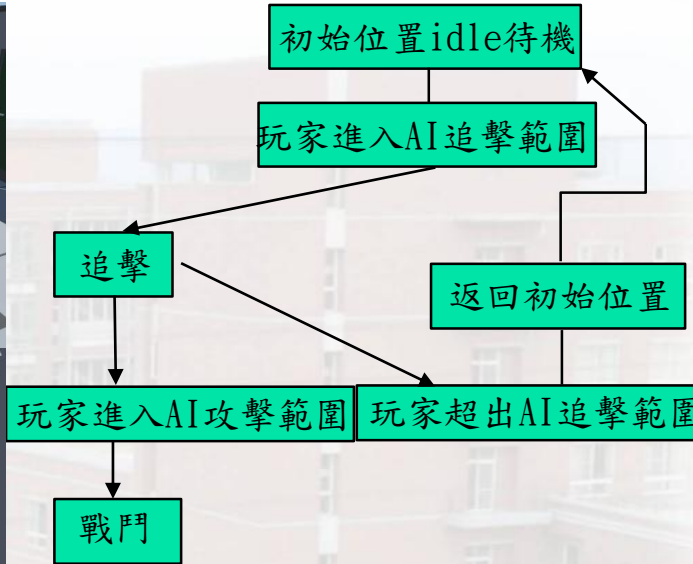 初始位置idle待機
玩家進入AI追擊範圍
追擊
返回初始位置
玩家進入AI攻擊範圍
玩家超出AI追擊範圍
戰鬥